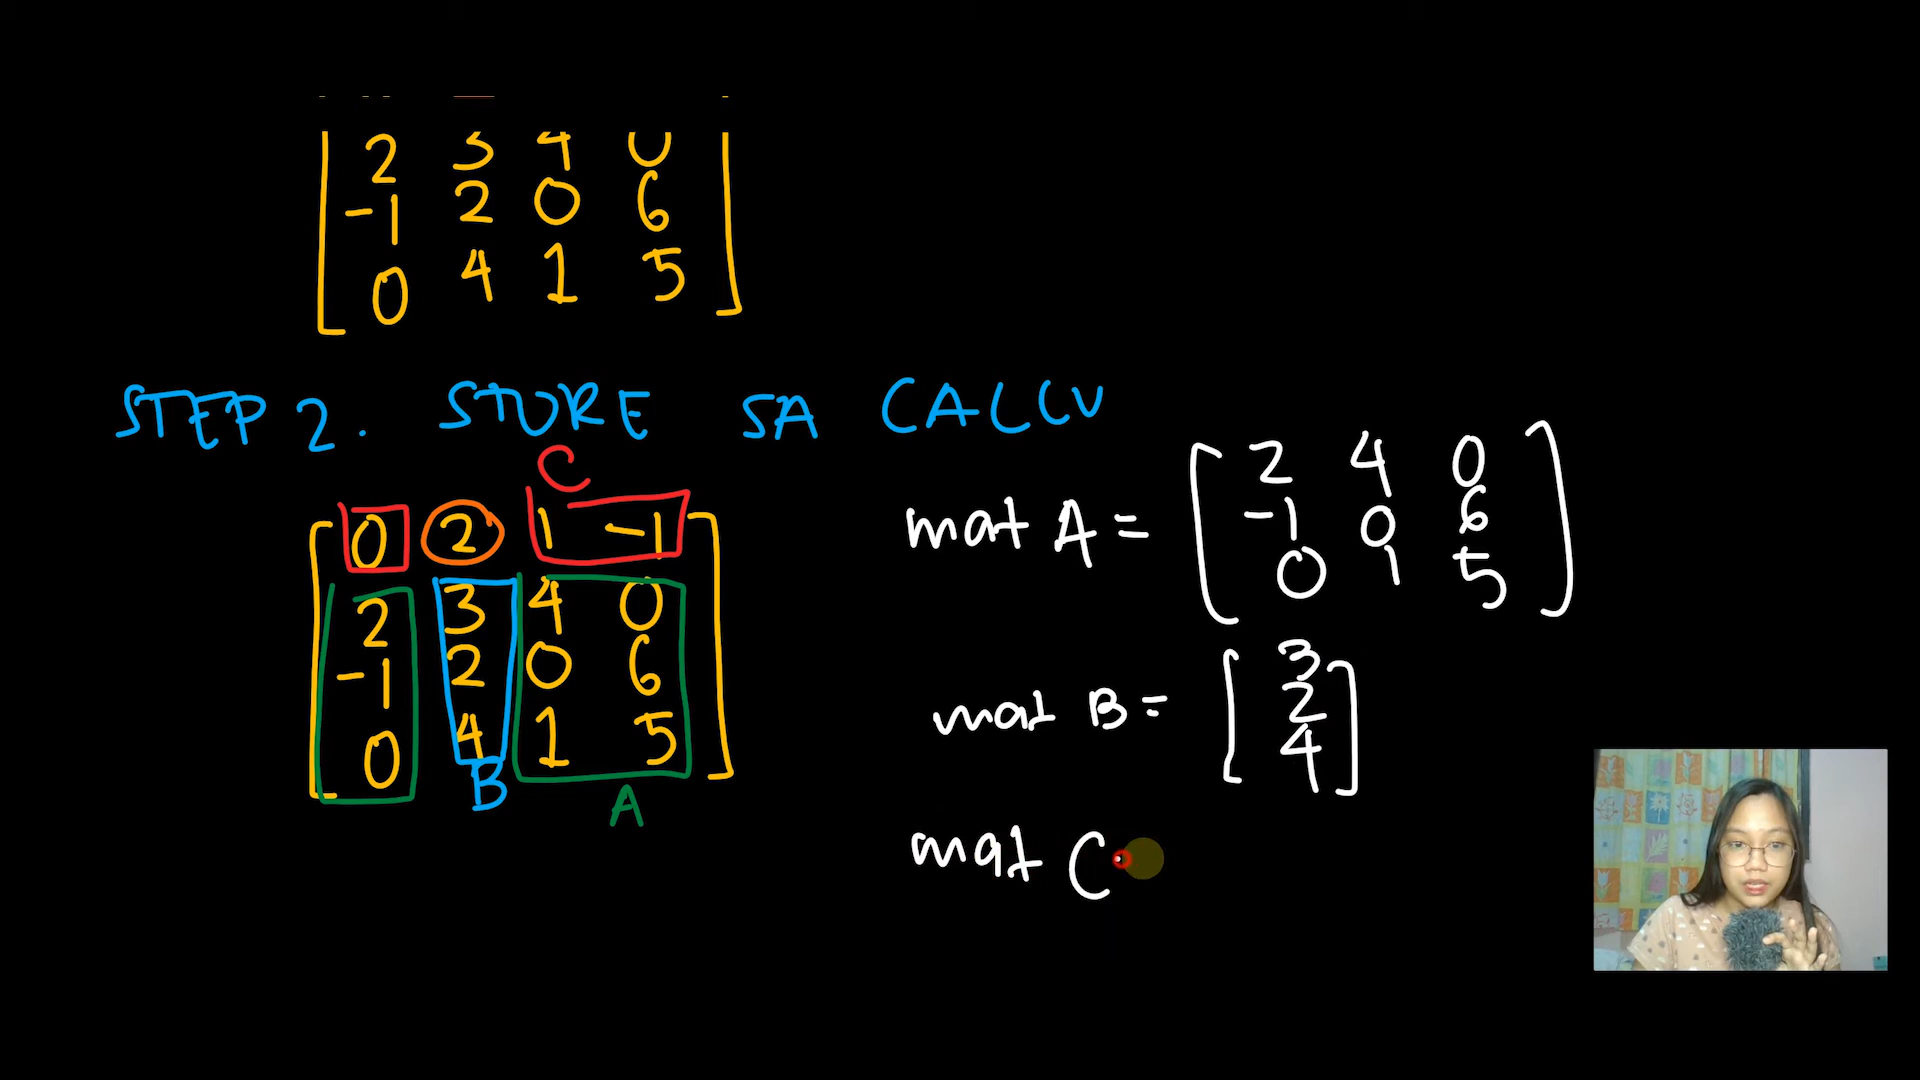 2 3 4 0
-1 2 0 6
0 4 1 5
STEP 2. STORE SA CALCU
C
0 2 1 -1
2 3 4 0
-1 2 0 6
0 4 1 5
B
A
mat A = [ 2 4 0
-1 0 6
0 1 5 ]
mat B = [ 3
2
4 ]
mat C